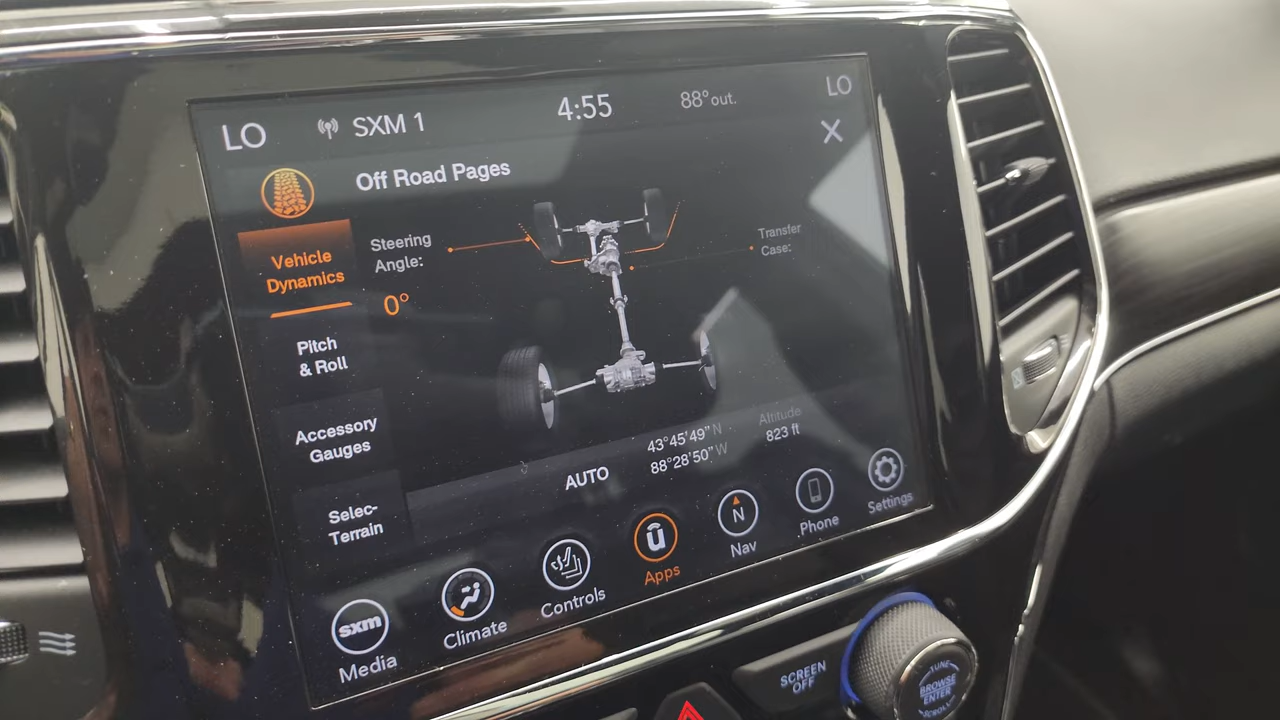 LO
SXM 1
4:55
88° out.
LO
X
Off Road Pages
Vehicle
Dynamics
Steering
Angle:
0°
Transfer
Case:
Pitch
& Roll
Accessory
Gauges
Selec-
Terrain
AUTO
43°45'49" N
88°28'50" W
Altitude
823 ft
sxm
Media
Climate
Controls
Apps
N
Nav
Phone
Settings
SCREEN
OFF
TUNE
BROWSE
ENTER
SCROLL